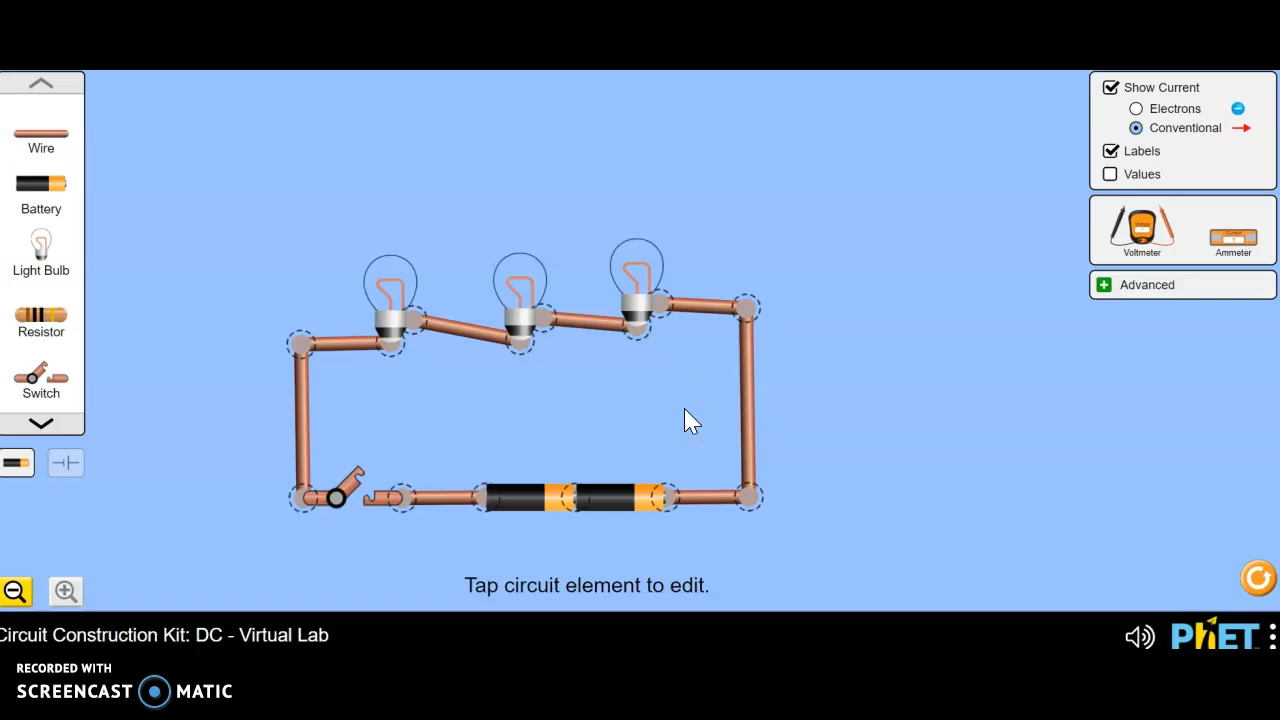 Wire
Battery
Light Bulb
Resistor
Switch
Show Current
Electrons
Conventional
Labels
Values
Voltmeter
Ammeter
Advanced
Tap circuit element to edit.
Circuit Construction Kit: DC - Virtual Lab
PhET
RECORDED WITH
SCREENCAST MATIC